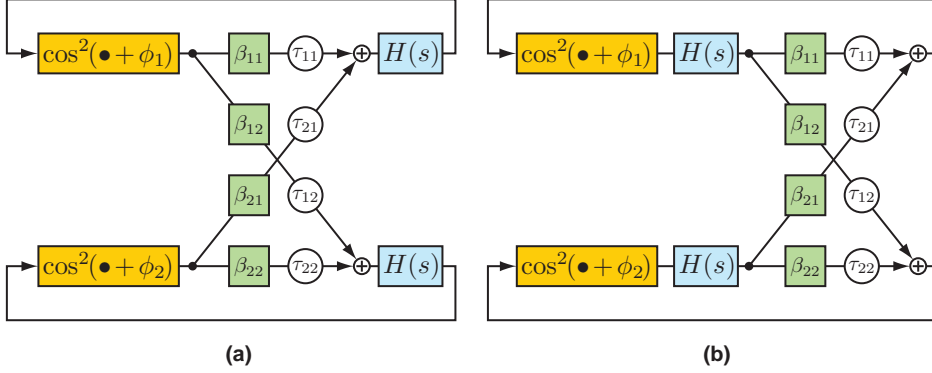 cos²(• + ϕ₁) β₁₁ τ₁₁ ⊕ H(s) cos²(• + ϕ₁) H(s) β₁₁ τ₁₁ ⊕
β₁₂ τ₂₁ β₁₂ τ₂₁
β₂₁ τ₁₂ β₂₁ τ₁₂
cos²(• + ϕ₂) β₂₂ τ₂₂ ⊕ H(s) cos²(• + ϕ₂) H(s) β₂₂ τ₂₂ ⊕
(a) (b)